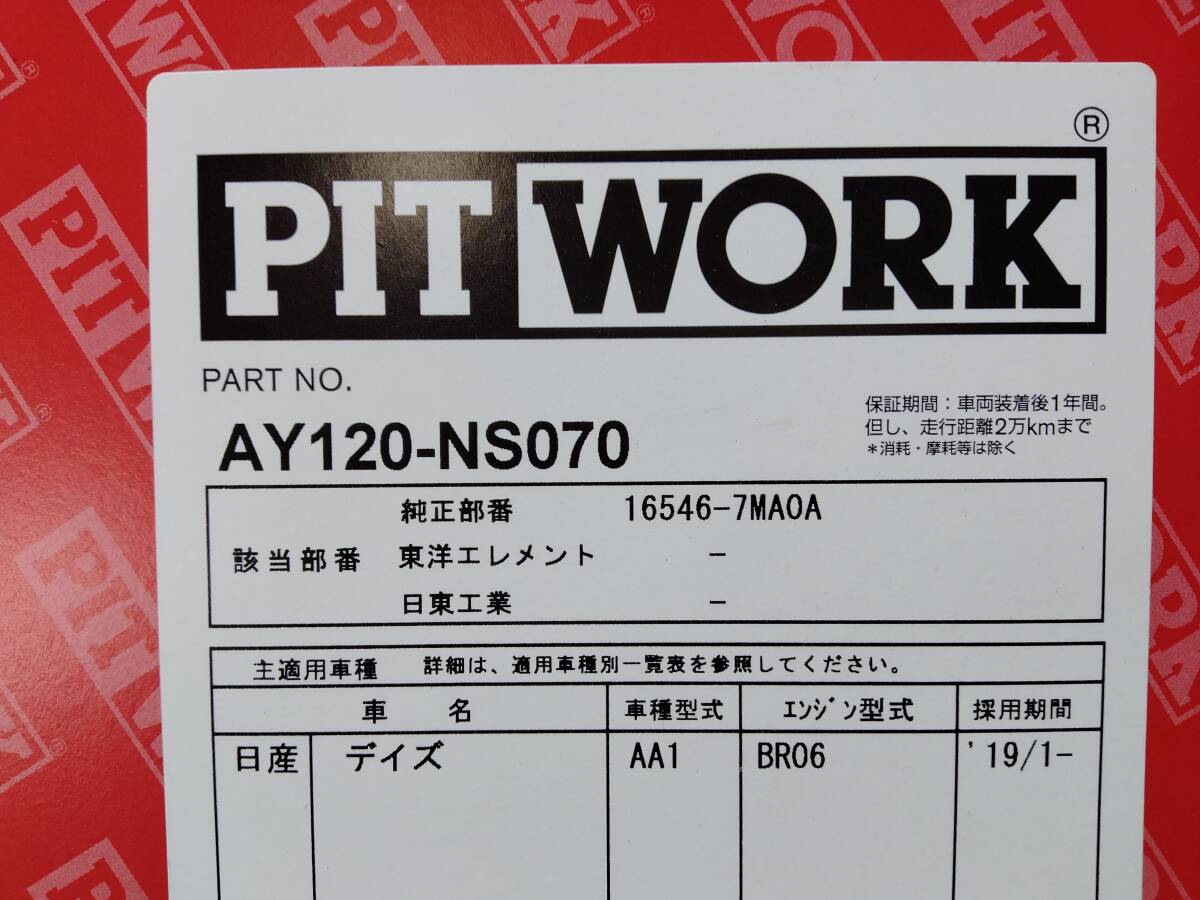 ®
PIT WORK
PART NO.
AY120-NS070
保証期間：車両装着後1年間。
但し、走行距離2万kmまで
＊消耗・摩耗等は除く
純正部番 16546-7MA0A
該当部番 東洋エレメント －
日東工業 －
主適用車種 詳細は、適用車種別一覧表を参照してください。
車 名 車種型式 ｴﾝｼﾞﾝ型式 採用期間
日産 デイズ AA1 BR06 '19/1-